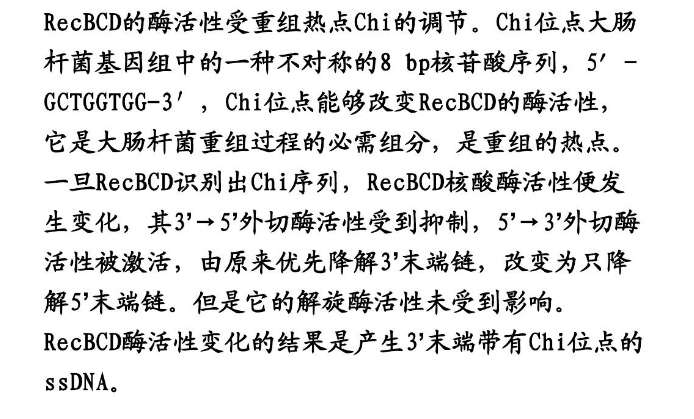 RecBCD的酶活性受重组热点Chi的调节。Chi位点大肠
杆菌基因组中的一种不对称的8 bp核苷酸序列，5′-
GCTGGTGG-3′，Chi位点能够改变RecBCD的酶活性，
它是大肠杆菌重组过程的必需组分，是重组的热点。
一旦RecBCD识别出Chi序列，RecBCD核酸酶活性便发
生变化，其3’→5’外切酶活性受到抑制，5’→3’外切酶
活性被激活，由原来优先降解3’末端链，改变为只降
解5’末端链。但是它的解旋酶活性未受到影响。
RecBCD酶活性变化的结果是产生3’末端带有Chi位点的
ssDNA。